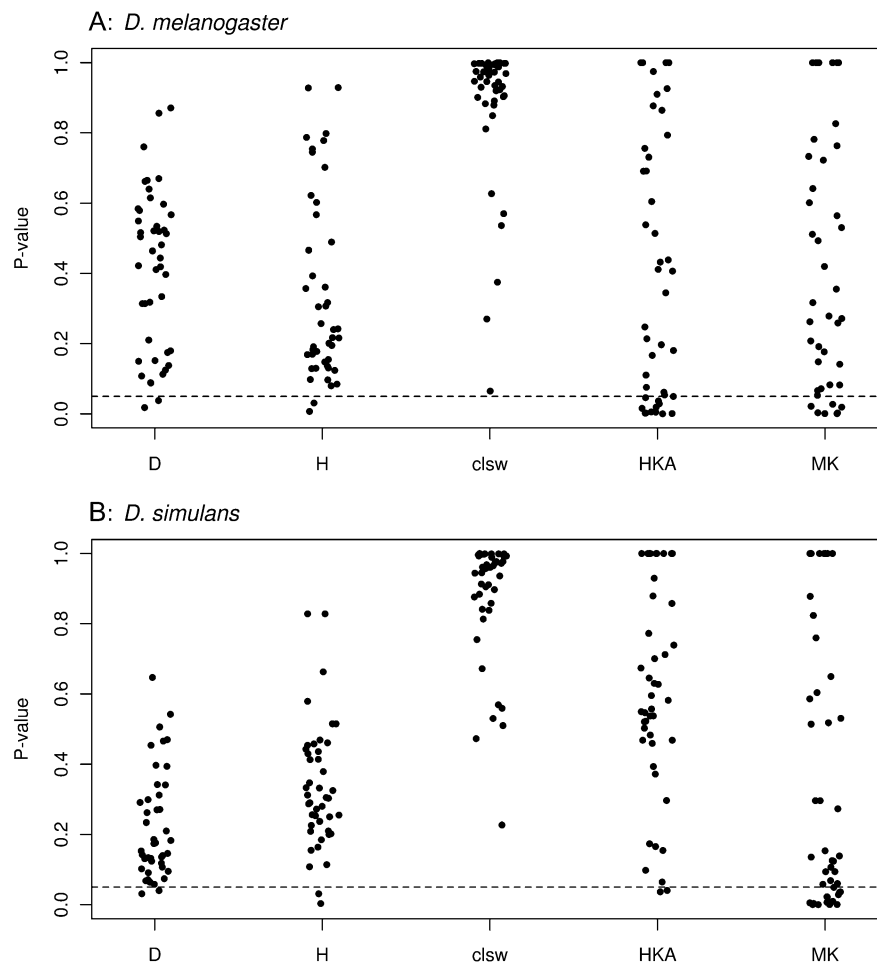 A: D. melanogaster
1.0
0.8
0.6
0.4
0.2
0.0
P-value
D H clsw HKA MK
B: D. simulans
1.0
0.8
0.6
0.4
0.2
0.0
P-value
D H clsw HKA MK